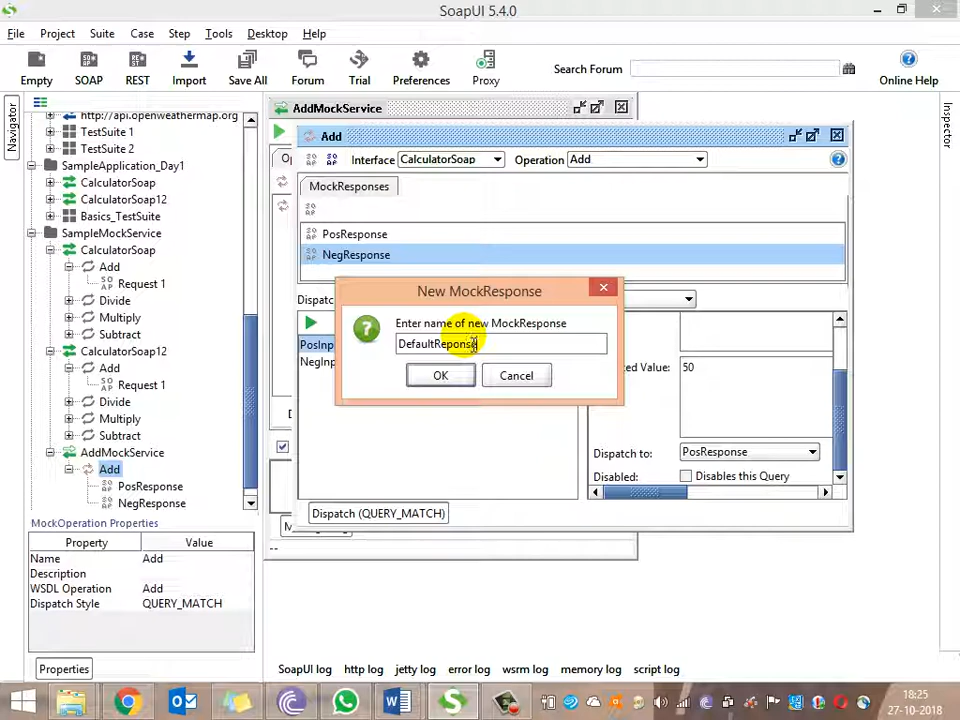 SoapUI 5.4.0
File Project Suite Case Step Tools Desktop Help
Empty SOAP REST Import Save All Forum Trial Preferences Proxy Search Forum Online Help
Navigator
Inspector
http://api.openweathermap.org
TestSuite 1
TestSuite 2
SampleApplication_Day1
CalculatorSoap
CalculatorSoap12
Basics_TestSuite
SampleMockService
CalculatorSoap
Add
Request 1
Divide
Multiply
Subtract
CalculatorSoap12
Add
Request 1
Divide
Multiply
Subtract
AddMockService
Add
PosResponse
NegResponse
MockOperation Properties
Property Value
Name Add
Description
WSDL Operation Add
Dispatch Style QUERY_MATCH
Properties
AddMockService
Add
Interface CalculatorSoap Operation Add
MockResponses
PosResponse
NegResponse
New MockResponse
Enter name of new MockResponse
DefaultReponse
OK Cancel
Dispatch (QUERY_MATCH)
50
Dispatch to: PosResponse
Disabled: Disables this Query
--
SoapUI log http log jetty log error log wsrm log memory log script log
18:25
27-10-2018